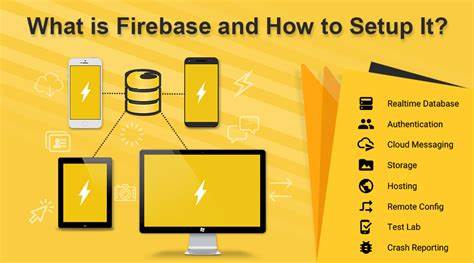 What is Firebase and How to Setup It?
Realtime Database
Authentication
Cloud Messaging
Storage
Hosting
Remote Config
Test Lab
Crash Reporting